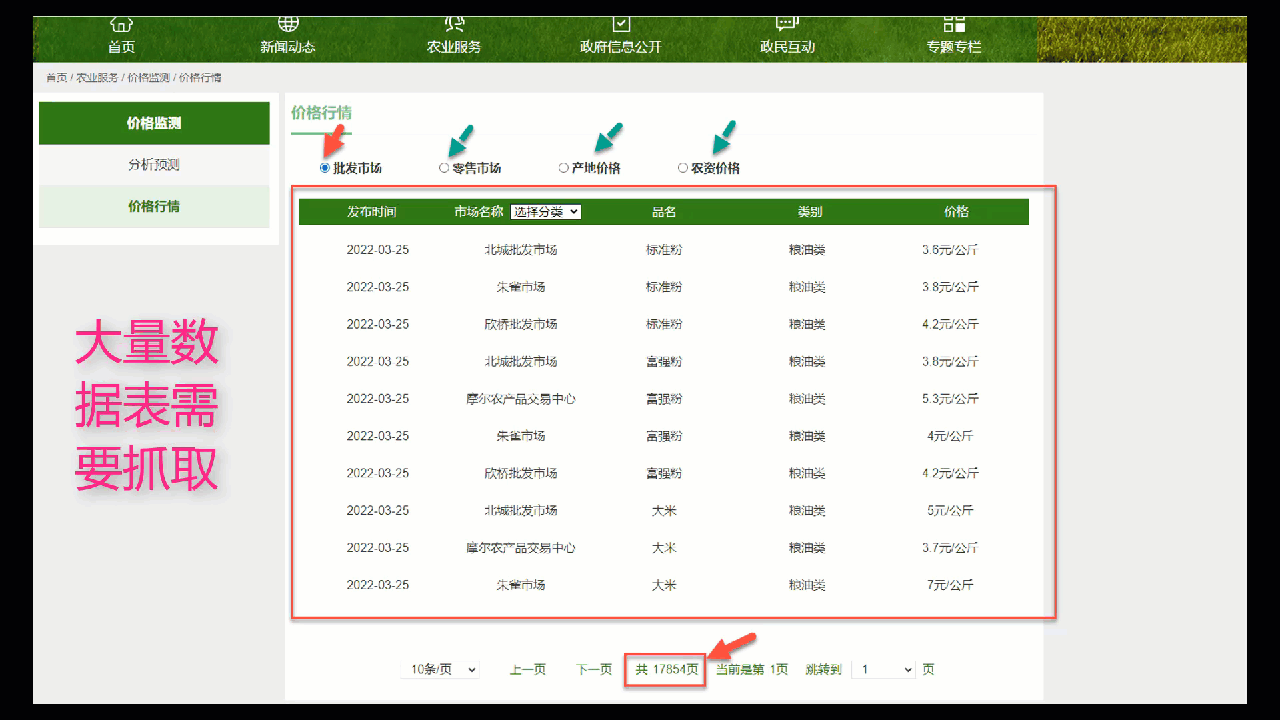 首页 新闻动态 农业服务 政府信息公开 政民互动 专题专栏
首页 / 农业服务 / 价格监测 / 价格行情
价格监测
分析预测
价格行情
价格行情
批发市场 零售市场 产地价格 农资价格
发布时间 市场名称 选择分类 品名 类别 价格
2022-03-25 北城批发市场 标准粉 粮油类 3.6元/公斤
2022-03-25 朱雀市场 标准粉 粮油类 3.8元/公斤
2022-03-25 欣桥批发市场 标准粉 粮油类 4.2元/公斤
2022-03-25 北城批发市场 富强粉 粮油类 3.8元/公斤
2022-03-25 摩尔农产品交易中心 富强粉 粮油类 5.3元/公斤
2022-03-25 朱雀市场 富强粉 粮油类 4元/公斤
2022-03-25 欣桥批发市场 富强粉 粮油类 4.2元/公斤
2022-03-25 北城批发市场 大米 粮油类 5元/公斤
2022-03-25 摩尔农产品交易中心 大米 粮油类 3.7元/公斤
2022-03-25 朱雀市场 大米 粮油类 7元/公斤
10条/页 上一页 下一页 共 17854页 当前是第 1页 跳转到 1 页
大量数
据表需
要抓取